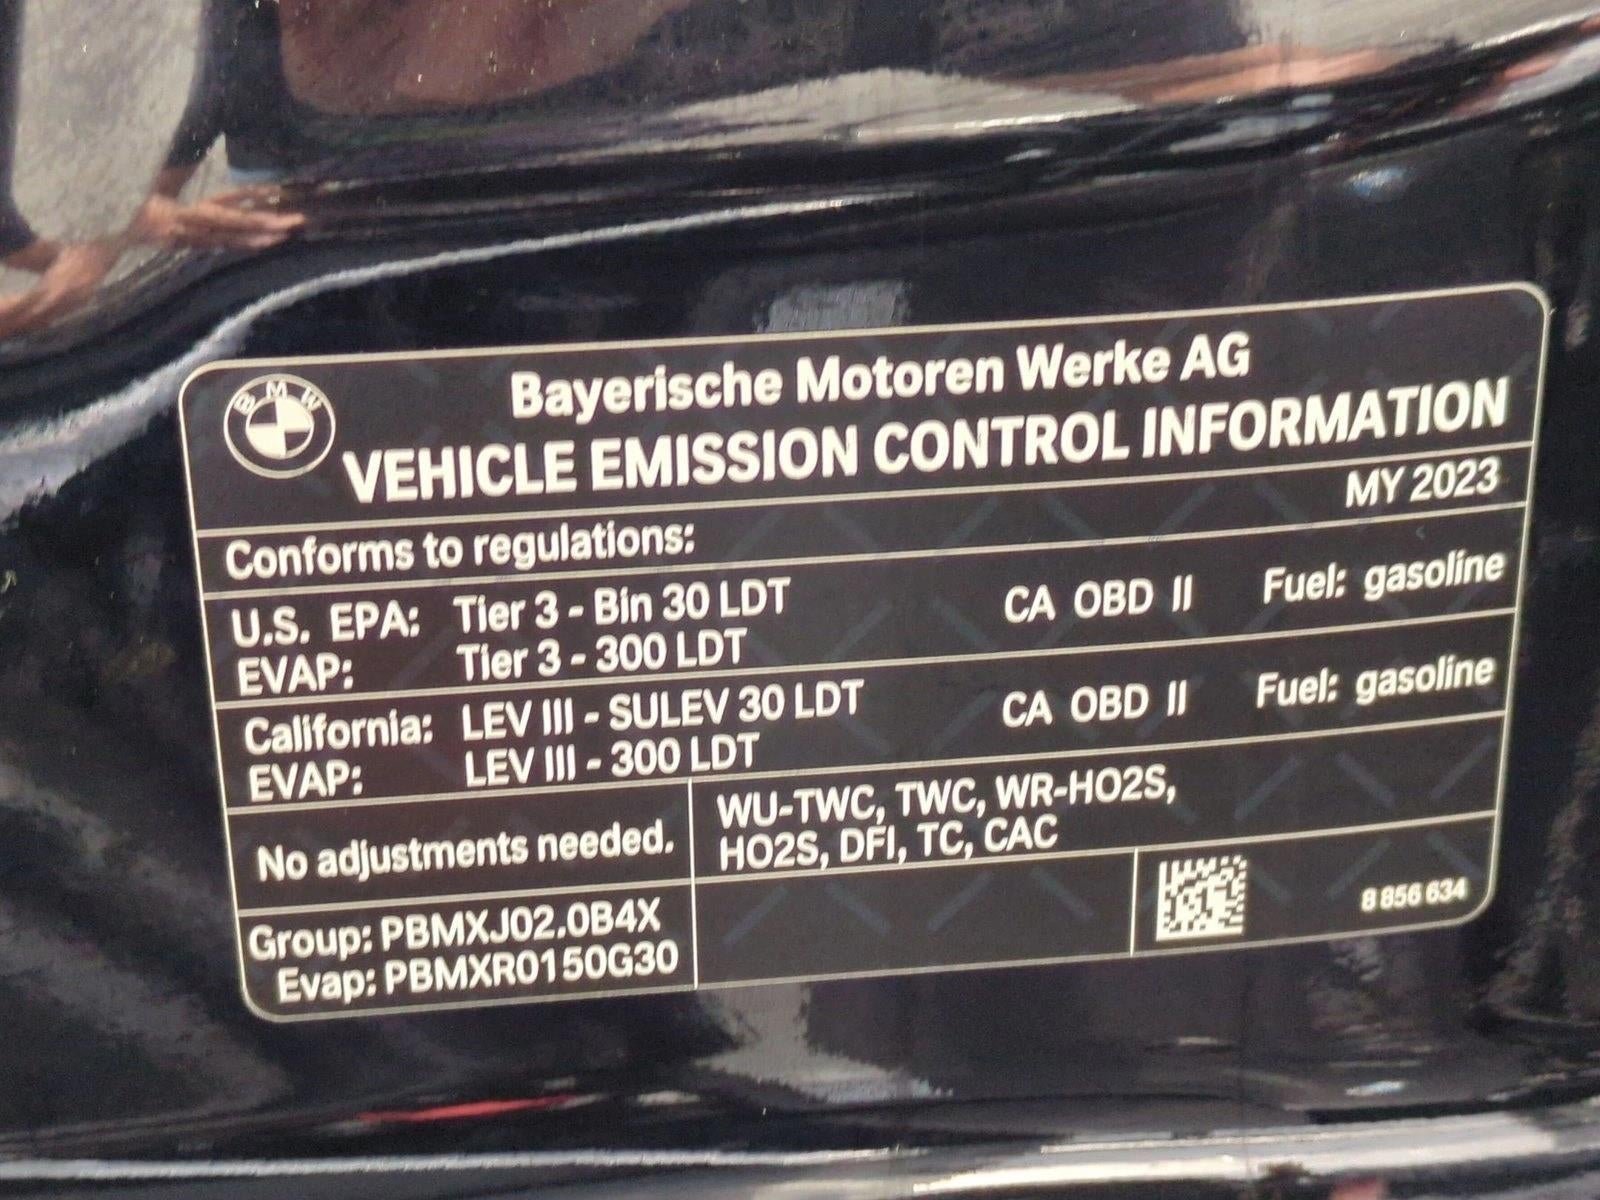 BMW
Bayerische Motoren Werke AG
VEHICLE EMISSION CONTROL INFORMATION
Conforms to regulations: MY 2023
U.S. EPA: Tier 3 - Bin 30 LDT CA OBD II Fuel: gasoline
EVAP: Tier 3 - 300 LDT
California: LEV III - SULEV 30 LDT CA OBD II Fuel: gasoline
EVAP: LEV III - 300 LDT
No adjustments needed.
WU-TWC, TWC, WR-HO2S,
HO2S, DFI, TC, CAC
Group: PBMXJ02.0B4X
Evap: PBMXR0150G30
8 856 634